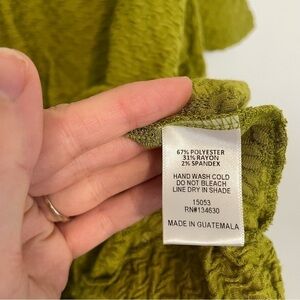 67% POLYESTER
31% RAYON
2% SPANDEX
HAND WASH COLD
DO NOT BLEACH
LINE DRY IN SHADE
15053
RN#134630
MADE IN GUATEMALA